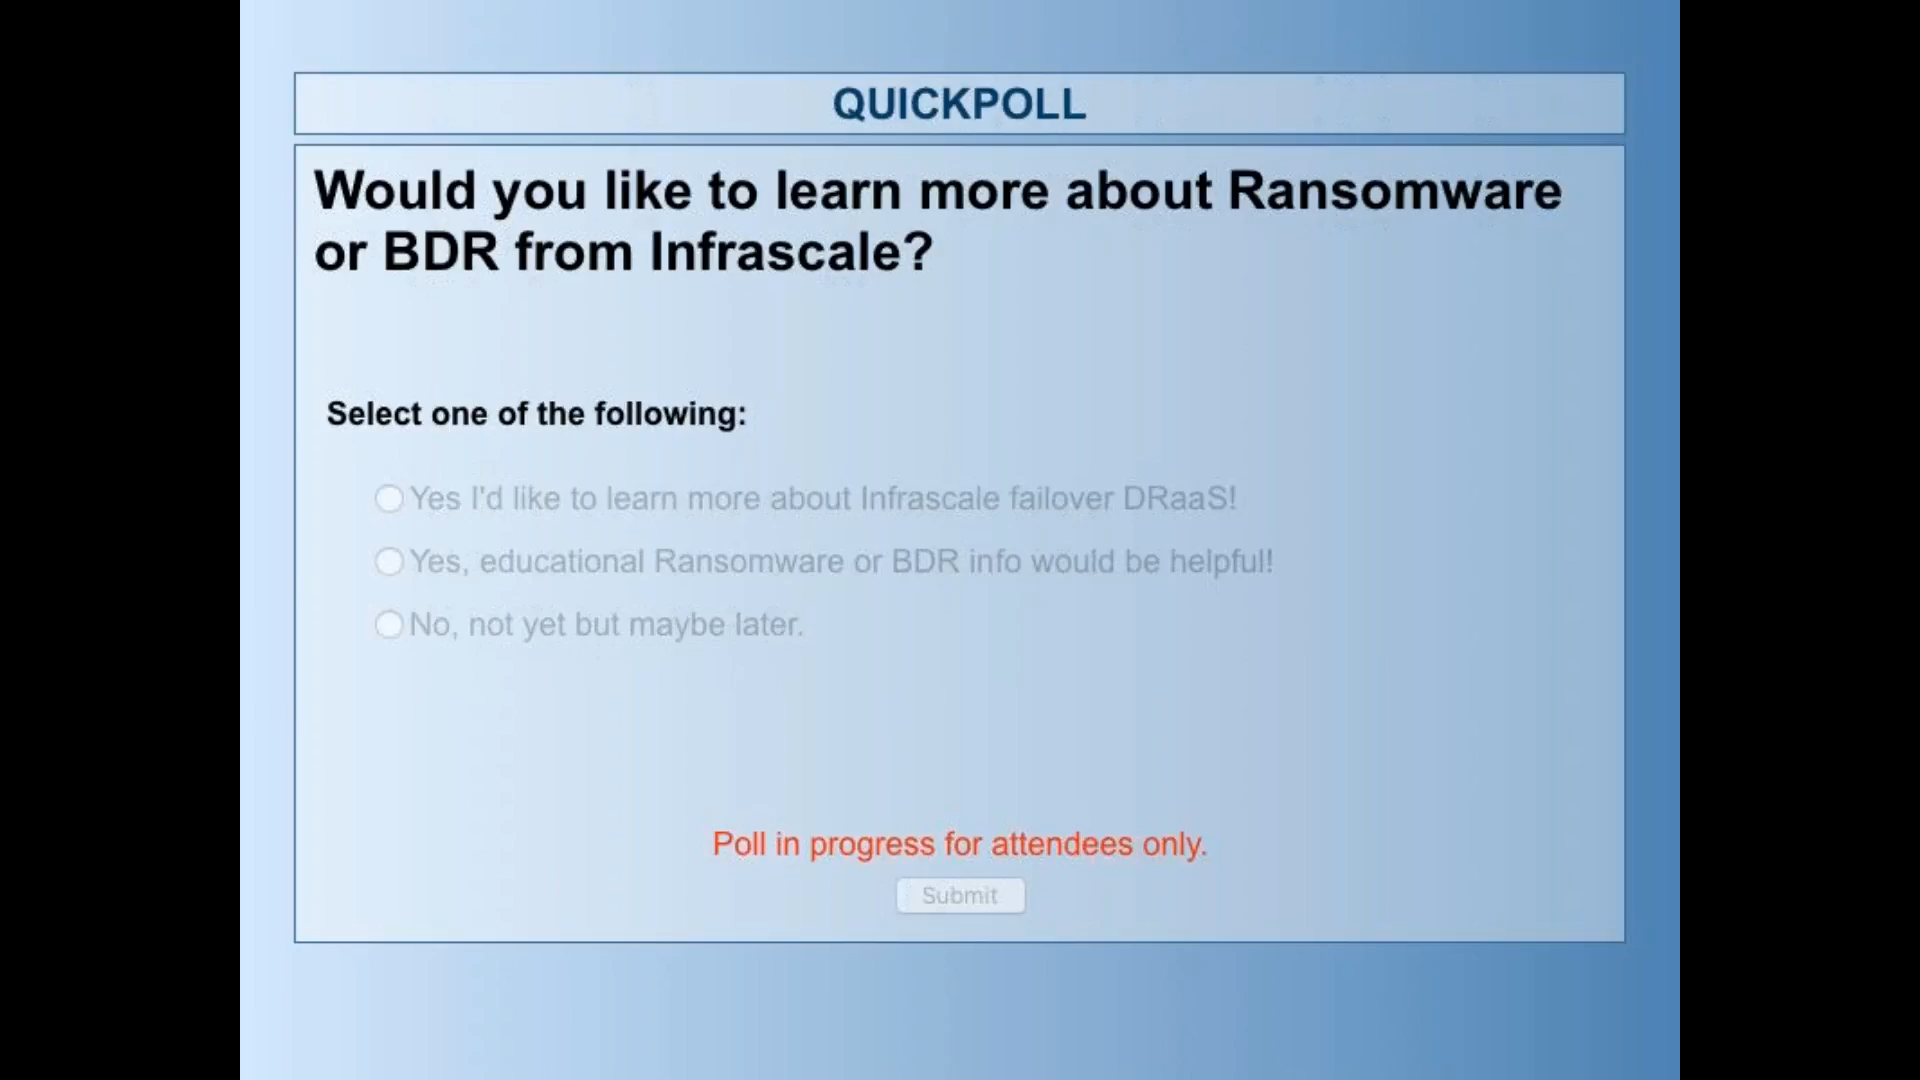 QUICKPOLL
Would you like to learn more about Ransomware
or BDR from Infrascale?
Select one of the following:
Yes I'd like to learn more about Infrascale failover DRaaS!
Yes, educational Ransomware or BDR info would be helpful!
No, not yet but maybe later.
Poll in progress for attendees only.
Submit